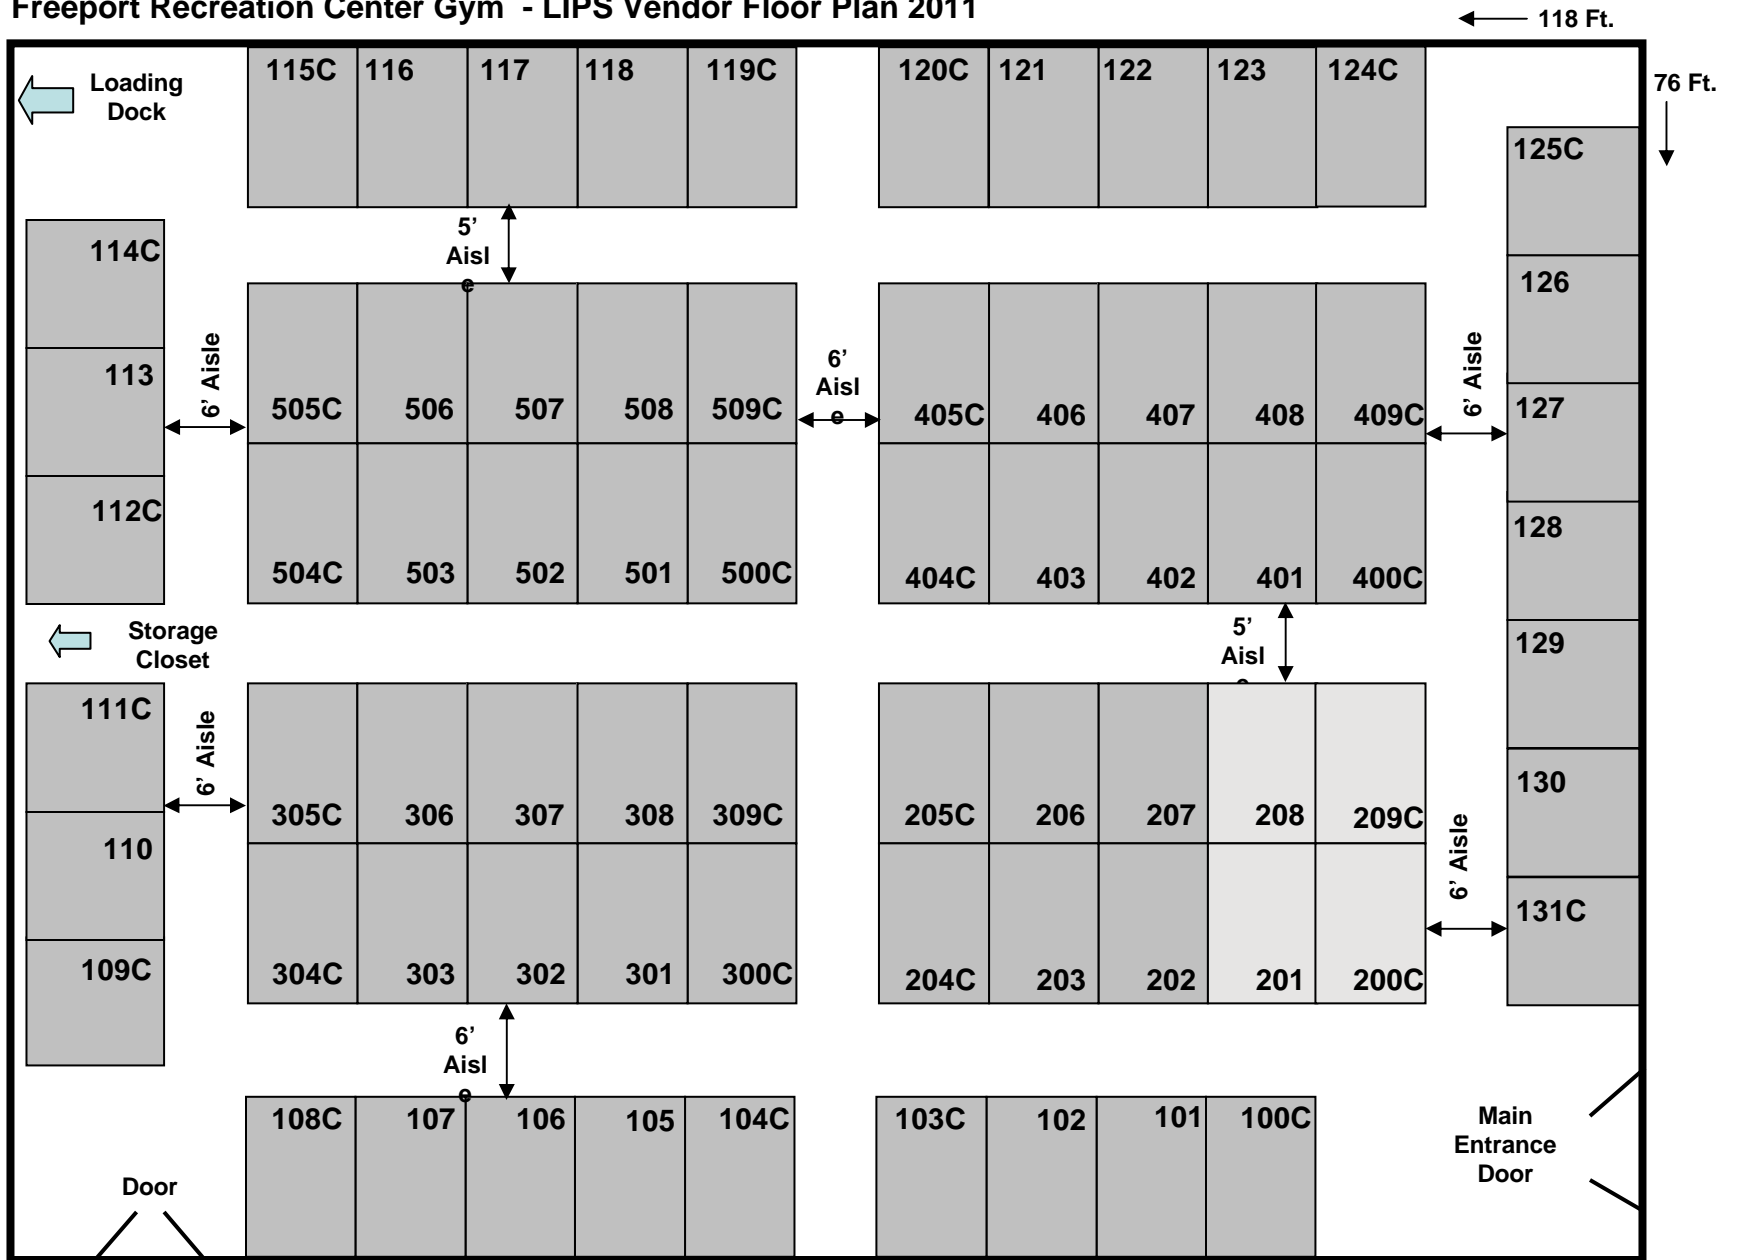 Freeport Recreation Center Gym - LIPS Vendor Floor Plan 2011
118 Ft.
76 Ft.
Loading
Dock
115C 116 117 118 119C 120C 121 122 123 124C
125C
5’
Aisl
e
114C
126
113
6’ Aisle
505C 506 507 508 509C
6’
Aisl
e
405C 406 407 408 409C
6’ Aisle
127
112C
128
504C 503 502 501 500C
404C 403 402 401 400C
Storage
Closet
5’
Aisl
e
129
111C
6’ Aisle
130
305C 306 307 308 309C
205C 206 207 208 209C
110
6’ Aisle
131C
109C
304C 303 302 301 300C
204C 203 202 201 200C
6’
Aisl
e
108C 107 106 105 104C
103C 102 101 100C
Main
Entrance
Door
Door